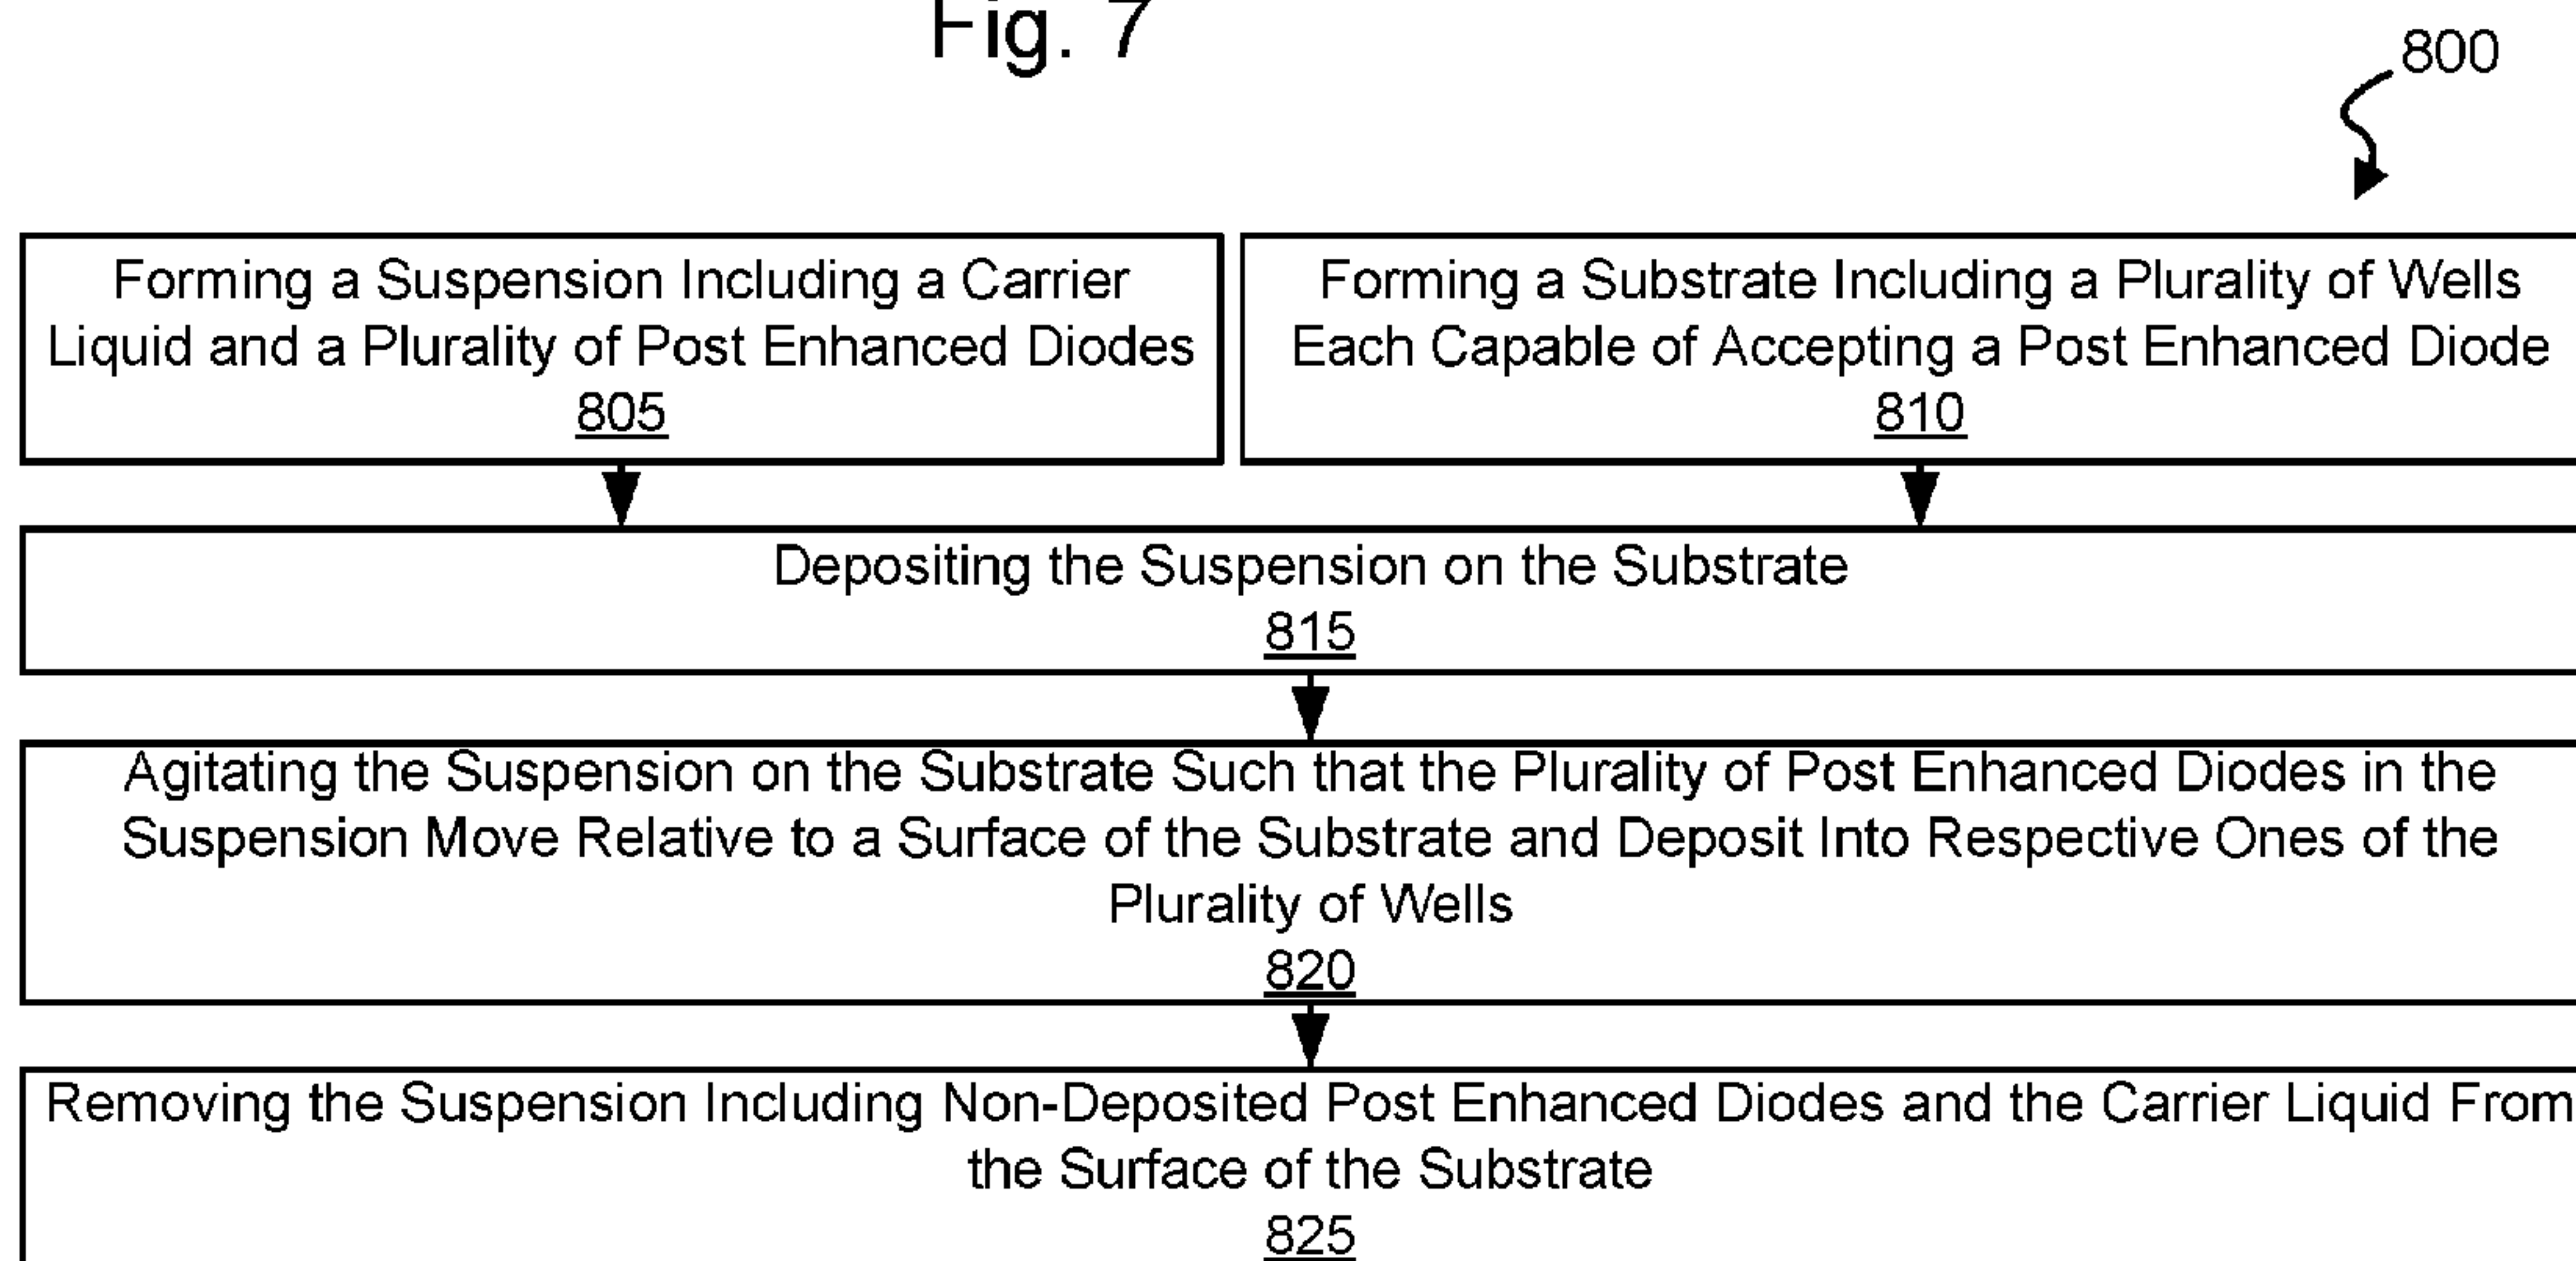 Fig. 7
800
Forming a Suspension Including a Carrier
Liquid and a Plurality of Post Enhanced Diodes
805
Forming a Substrate Including a Plurality of Wells
Each Capable of Accepting a Post Enhanced Diode
810
Depositing the Suspension on the Substrate
815
Agitating the Suspension on the Substrate Such that the Plurality of Post Enhanced Diodes in the
Suspension Move Relative to a Surface of the Substrate and Deposit Into Respective Ones of the
Plurality of Wells
820
Removing the Suspension Including Non-Deposited Post Enhanced Diodes and the Carrier Liquid From
the Surface of the Substrate
825